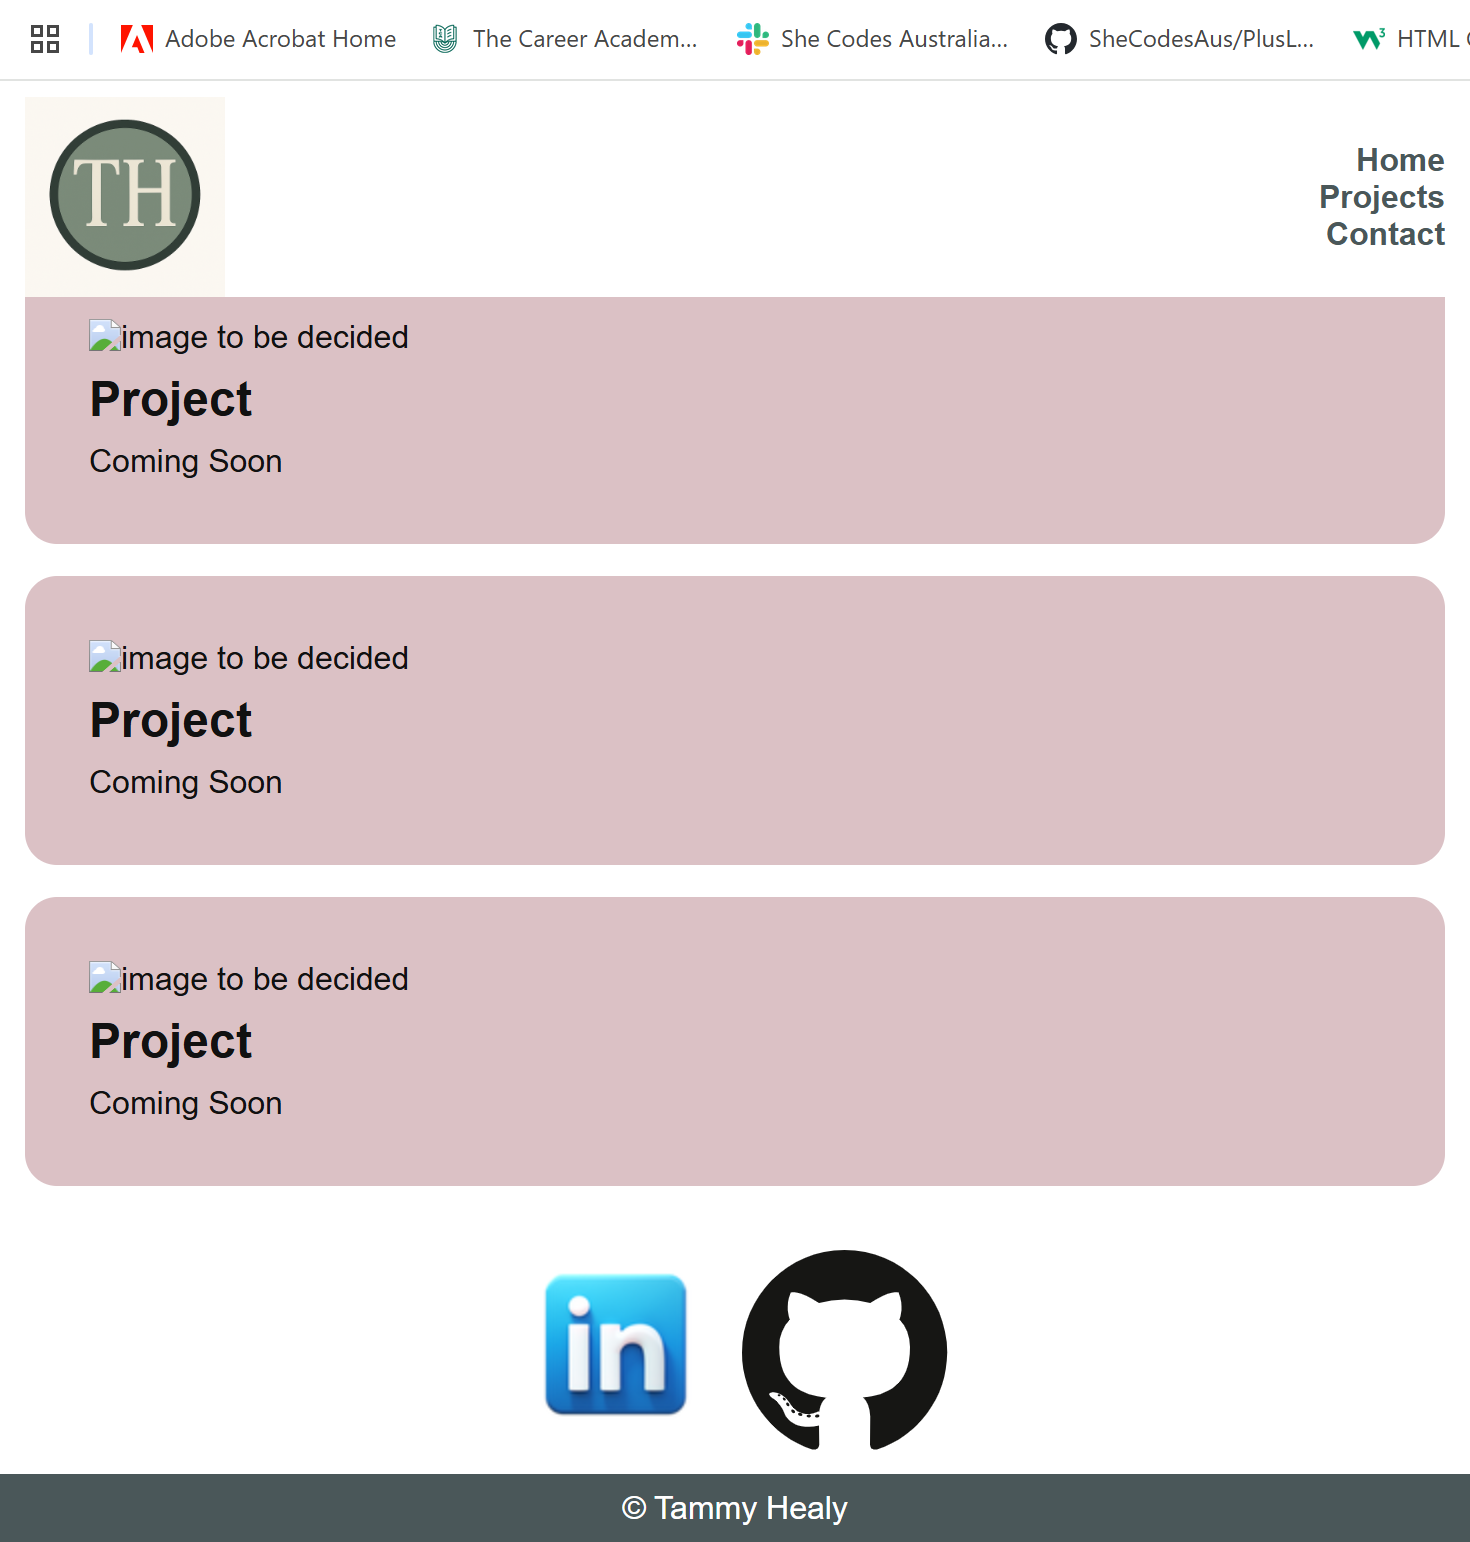 Adobe Acrobat Home The Career Academ... She Codes Australia... SheCodesAus/PlusL... HTML
TH
Home
Projects
Contact
image to be decided
Project
Coming Soon
image to be decided
Project
Coming Soon
image to be decided
Project
Coming Soon
in
© Tammy Healy